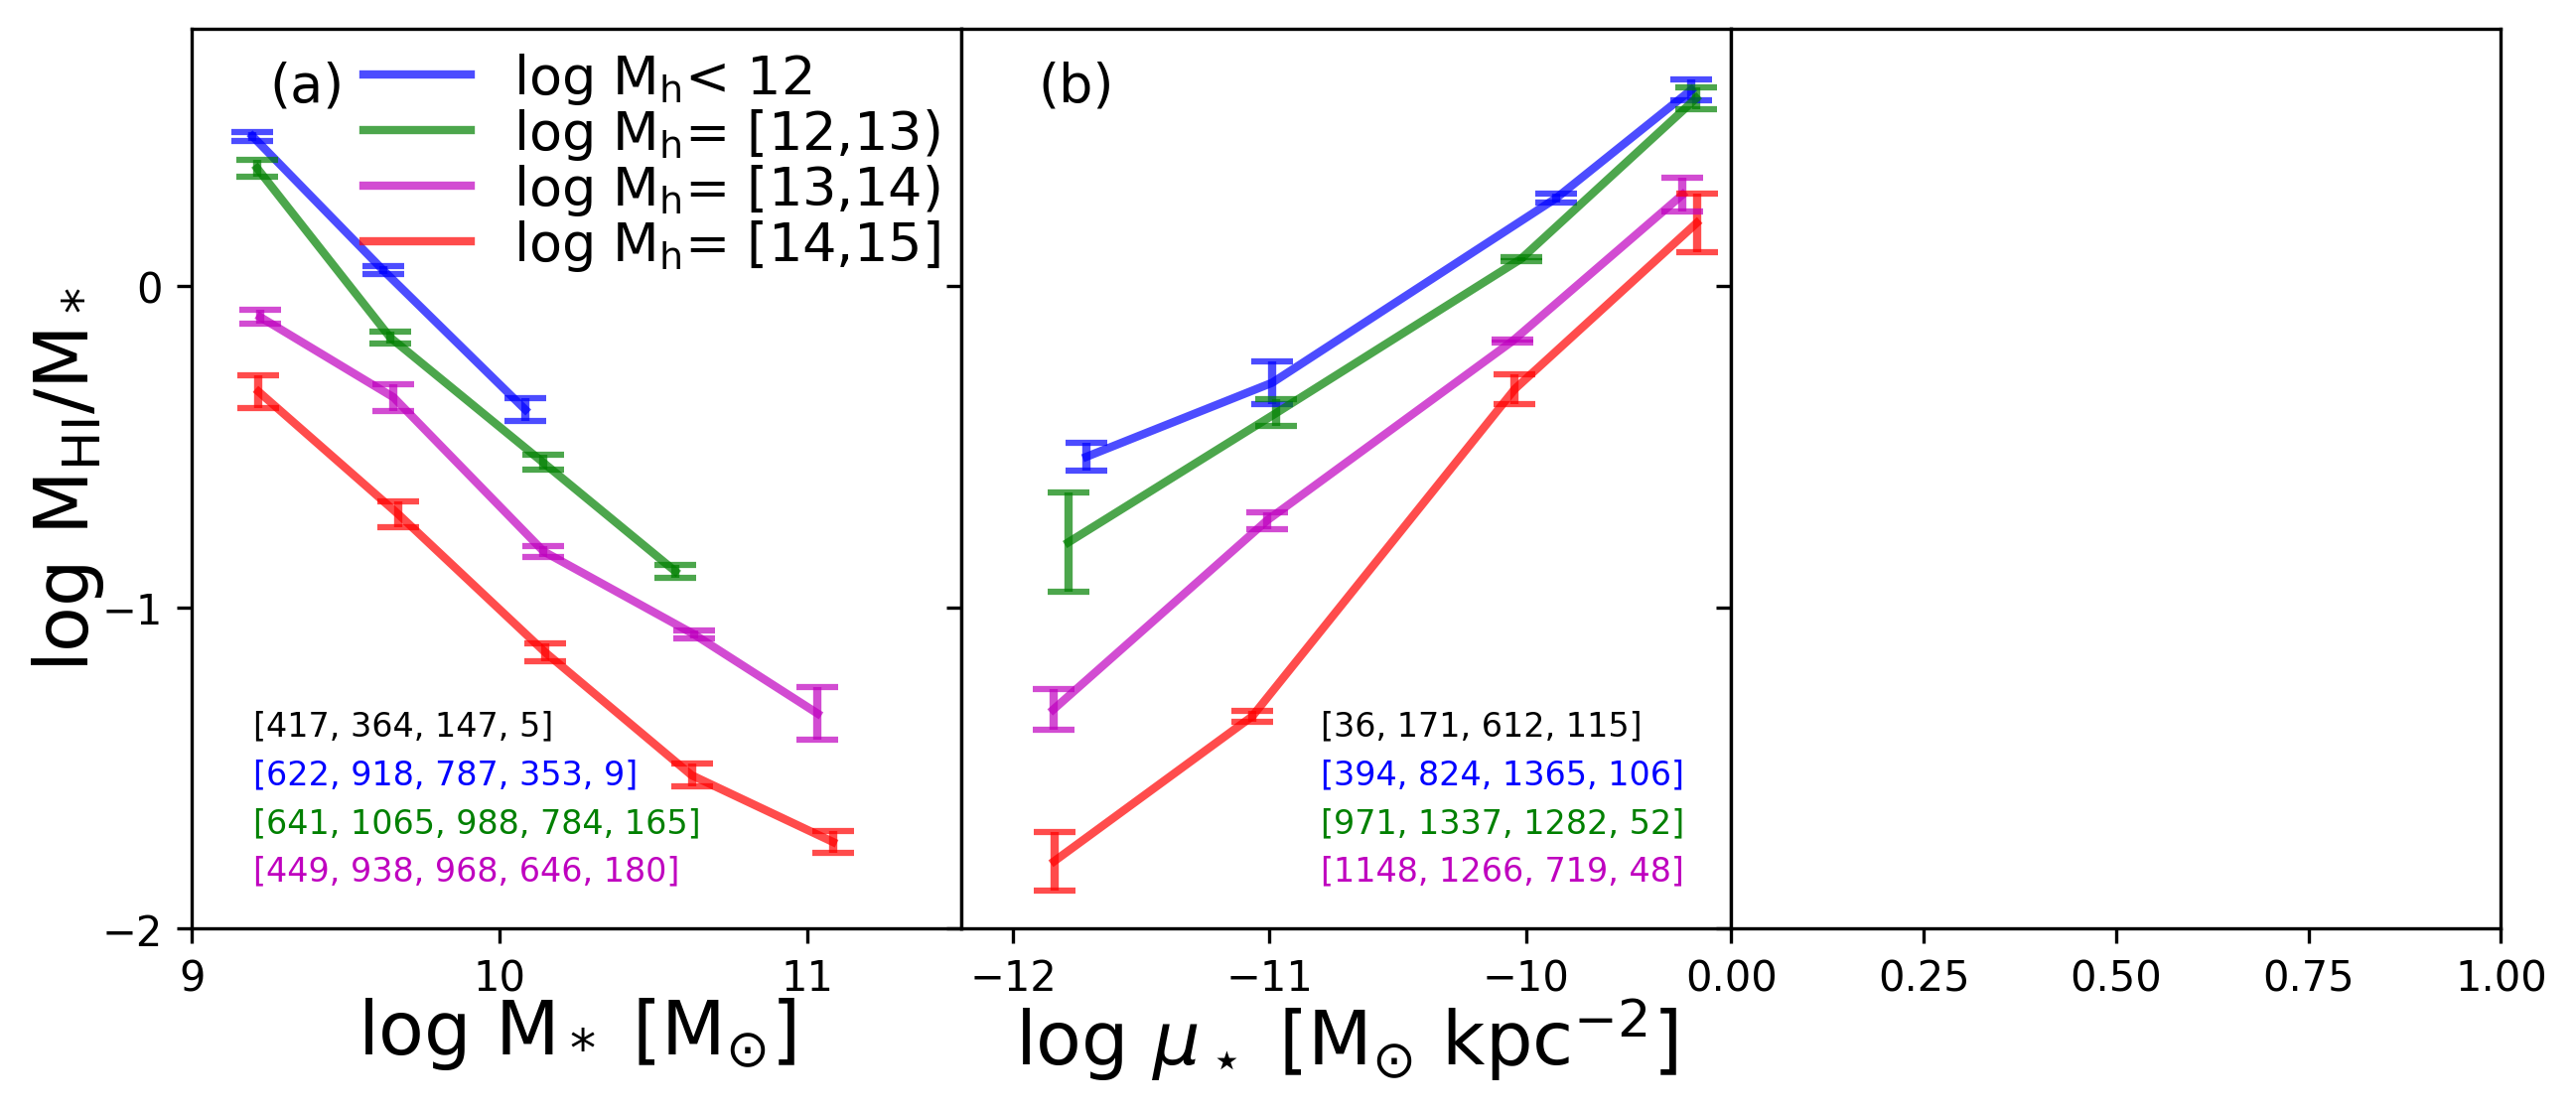 (a)
log M_h< 12
log M_h= [12,13)
log M_h= [13,14)
log M_h= [14,15]
(b)
log M_HI/M_*
0
−1
−2
[417, 364, 147, 5]
[622, 918, 787, 353, 9]
[641, 1065, 988, 784, 165]
[449, 938, 968, 646, 180]
[36, 171, 612, 115]
[394, 824, 1365, 106]
[971, 1337, 1282, 52]
[1148, 1266, 719, 48]
9 10 11
−12 −11 −10
0.00 0.25 0.50 0.75 1.00
log M_* [M_⊙]
log μ_⋆ [M_⊙ kpc^−2]